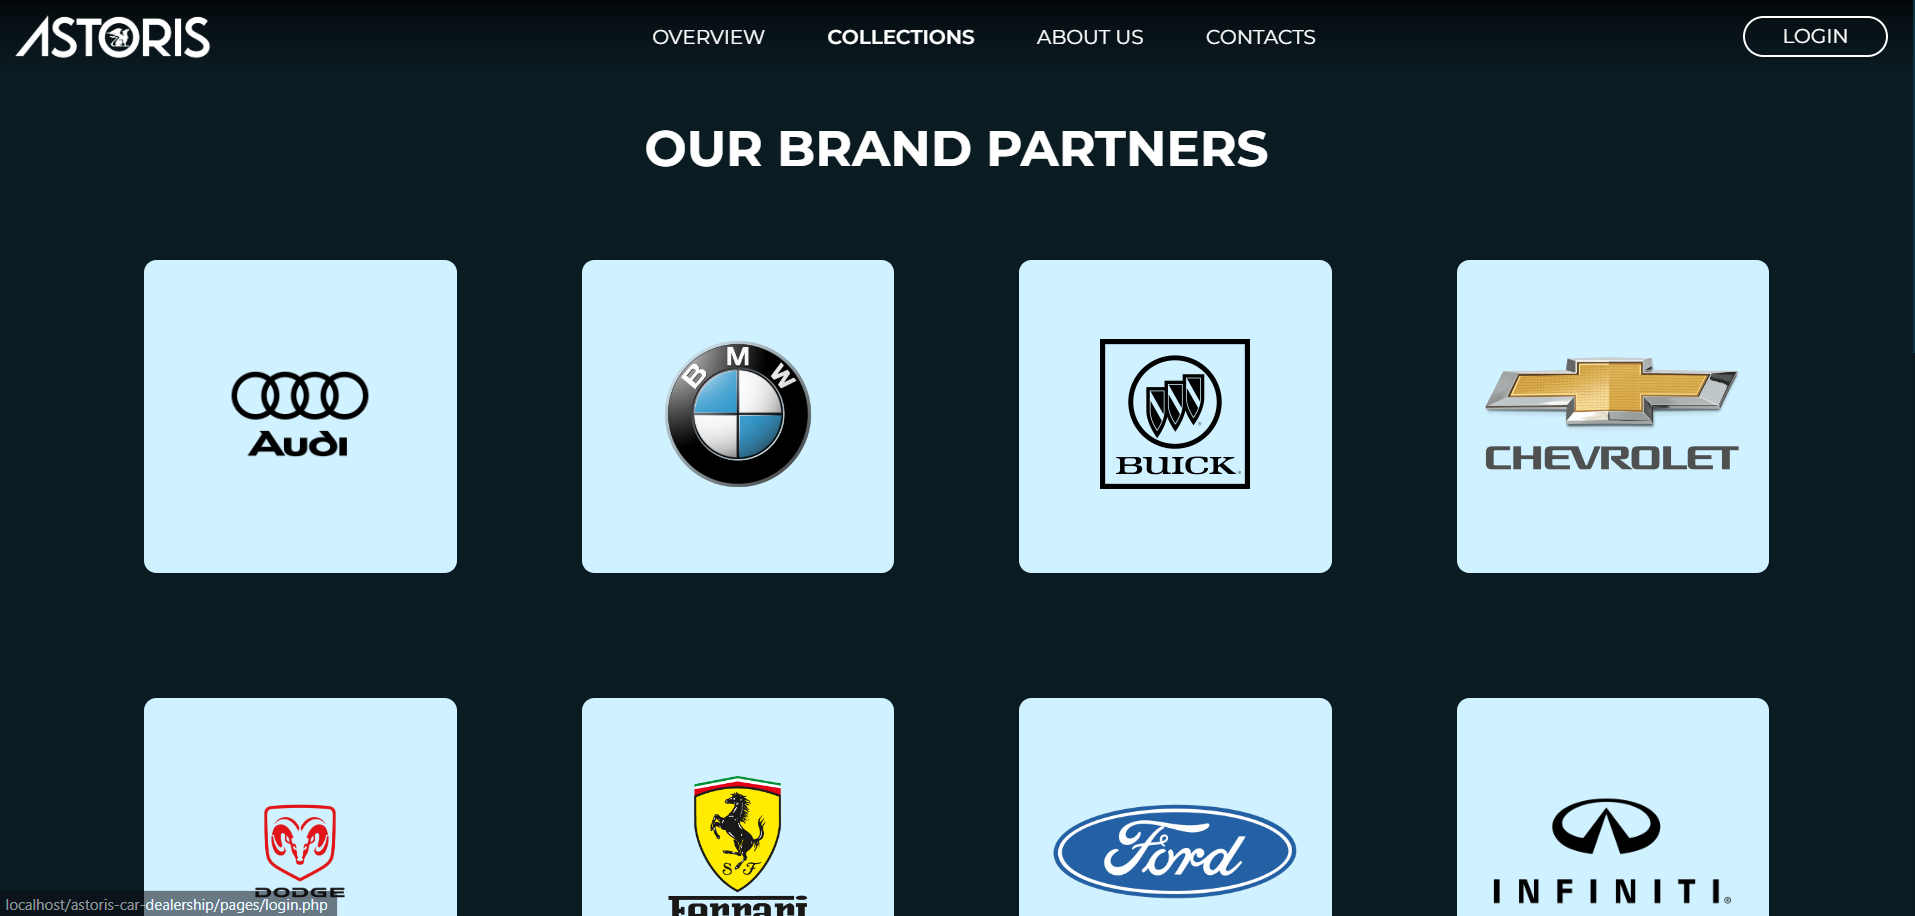 ASTORIS
OVERVIEW COLLECTIONS ABOUT US CONTACTS LOGIN
OUR BRAND PARTNERS
Audi
BMW
BUICK
CHEVROLET
DODGE
S F
Ferrari
Ford
INFINITI®
localhost/astoris-car-dealership/pages/login.php